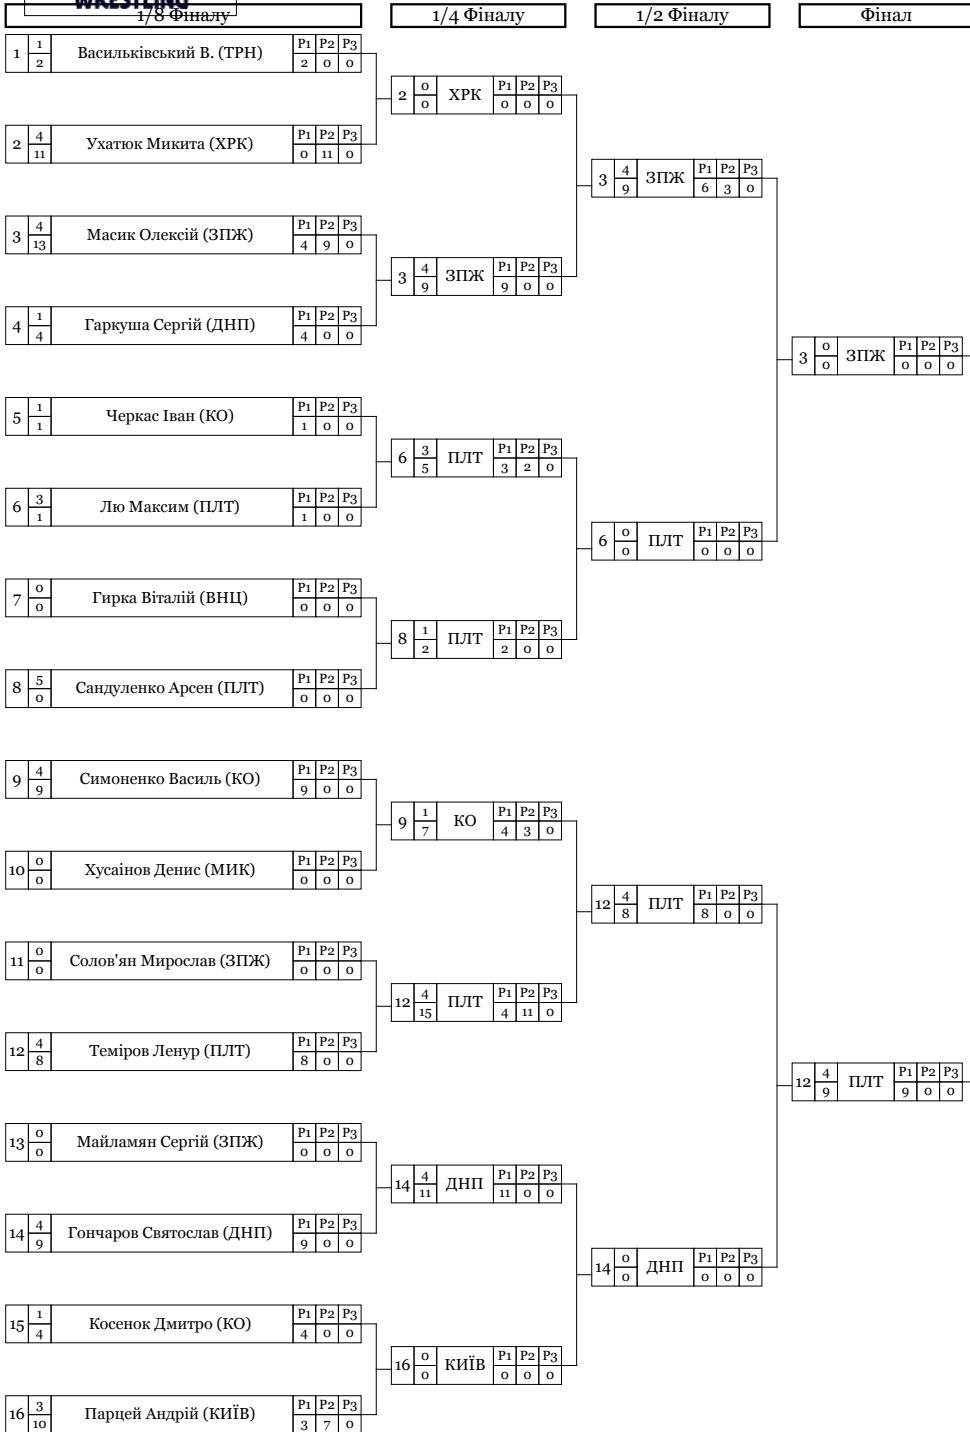 WRESTLING
1/8 Фіналу 1/4 Фіналу 1/2 Фіналу Фінал
1 1 2 Васильківський В. (ТРН) P1 P2 P3 2 0 0
2 0 0 ХРК P1 P2 P3 0 0 0
2 4 11 Ухатюк Микита (ХРК) P1 P2 P3 0 11 0
3 4 9 ЗПЖ P1 P2 P3 6 3 0
3 4 13 Масик Олексій (ЗПЖ) P1 P2 P3 4 9 0
3 4 9 ЗПЖ P1 P2 P3 9 0 0
4 1 4 Гаркуша Сергій (ДНП) P1 P2 P3 4 0 0
3 0 0 ЗПЖ P1 P2 P3 0 0 0
5 1 1 Черкас Іван (КО) P1 P2 P3 1 0 0
6 3 5 ПЛТ P1 P2 P3 3 2 0
6 3 1 Лю Максим (ПЛТ) P1 P2 P3 1 0 0
6 0 0 ПЛТ P1 P2 P3 0 0 0
7 0 0 Гирка Віталій (ВНЦ) P1 P2 P3 0 0 0
8 1 2 ПЛТ P1 P2 P3 2 0 0
8 5 0 Сандуленко Арсен (ПЛТ) P1 P2 P3 0 0 0
9 4 9 Симоненко Василь (КО) P1 P2 P3 9 0 0
9 1 7 КО P1 P2 P3 4 3 0
10 0 0 Хусаінов Денис (МИК) P1 P2 P3 0 0 0
12 4 8 ПЛТ P1 P2 P3 8 0 0
11 0 0 Солов'ян Мирослав (ЗПЖ) P1 P2 P3 0 0 0
12 4 15 ПЛТ P1 P2 P3 4 11 0
12 4 8 Теміров Ленур (ПЛТ) P1 P2 P3 8 0 0
12 4 9 ПЛТ P1 P2 P3 9 0 0
13 0 0 Майламян Сергій (ЗПЖ) P1 P2 P3 0 0 0
14 4 11 ДНП P1 P2 P3 11 0 0
14 4 9 Гончаров Святослав (ДНП) P1 P2 P3 9 0 0
14 0 0 ДНП P1 P2 P3 0 0 0
15 1 4 Косенок Дмитро (КО) P1 P2 P3 4 0 0
16 0 0 КИЇВ P1 P2 P3 0 0 0
16 3 10 Парцей Андрій (КИЇВ) P1 P2 P3 3 7 0